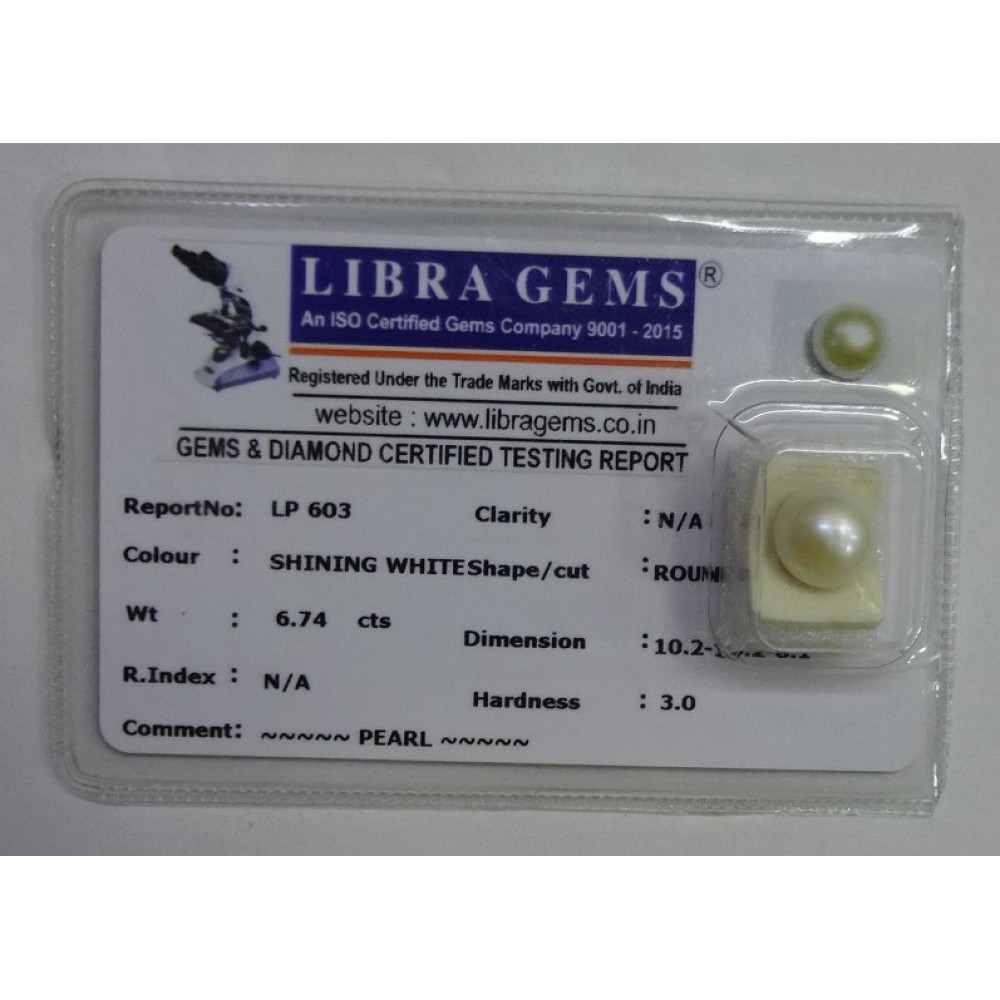 LIBRA GEMS ®
An ISO Certified Gems Company 9001 - 2015
Registered Under the Trade Marks with Govt. of India
website : www.libragems.co.in
GEMS & DIAMOND CERTIFIED TESTING REPORT
ReportNo: LP 603 Clarity : N/A
Colour : SHINING WHITE Shape/cut :
Wt : 6.74 cts Dimension :
R.Index : N/A Hardness : 3.0
Comment: ~~~~~ PEARL ~~~~~